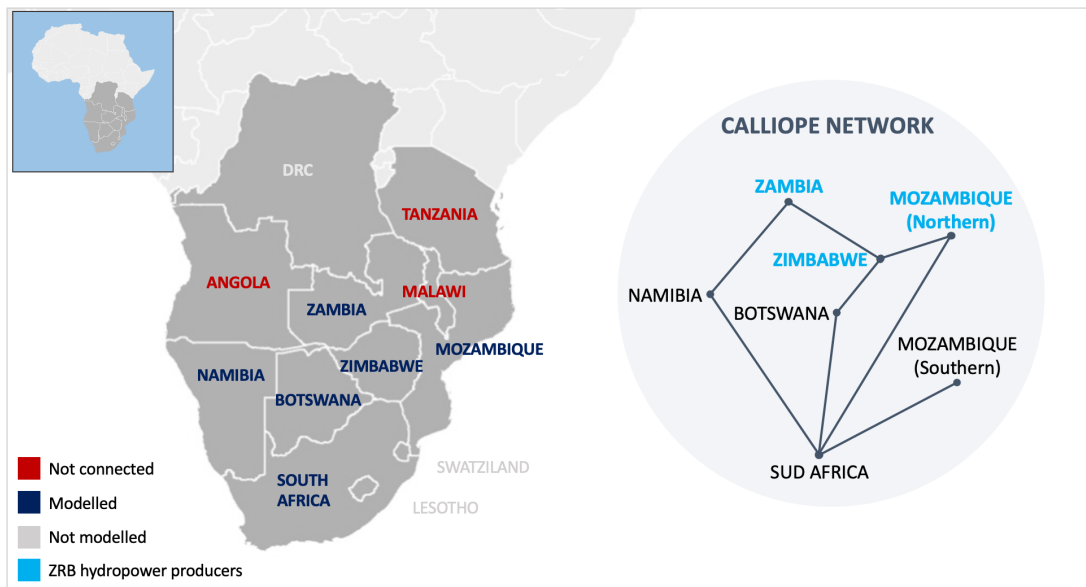 DRC
TANZANIA
ANGOLA
MALAWI
ZAMBIA
MOZAMBIQUE
ZIMBABWE
NAMIBIA
BOTSWANA
SOUTH
AFRICA
SWATZILAND
LESOTHO
Not connected
Modelled
Not modelled
ZRB hydropower producers
CALLIOPE NETWORK
ZAMBIA
MOZAMBIQUE
(Northern)
ZIMBABWE
NAMIBIA
BOTSWANA
MOZAMBIQUE
(Southern)
SUD AFRICA